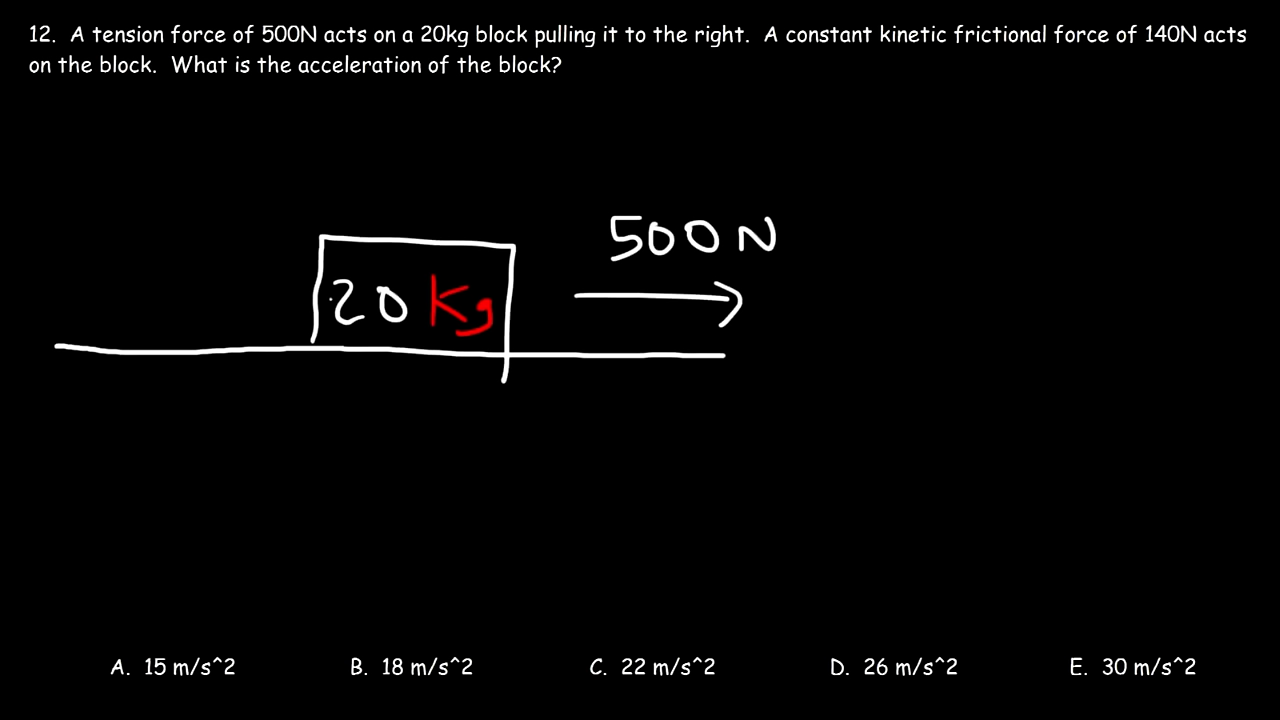 12. A tension force of 500N acts on a 20kg block pulling it to the right. A constant kinetic frictional force of 140N acts
on the block. What is the acceleration of the block?
500N
20 Kg
A. 15 m/s^2 B. 18 m/s^2 C. 22 m/s^2 D. 26 m/s^2 E. 30 m/s^2